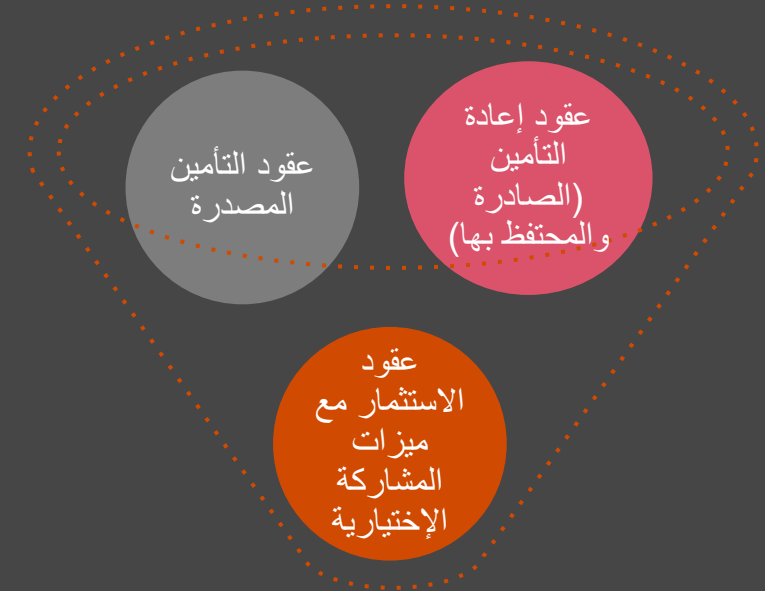 عقود إعادة
التأمين
(الصادرة
والمحتفظ بها)
عقود التأمين
المصدرة
عقود
الاستثمار مع
ميزات
المشاركة
الإختيارية